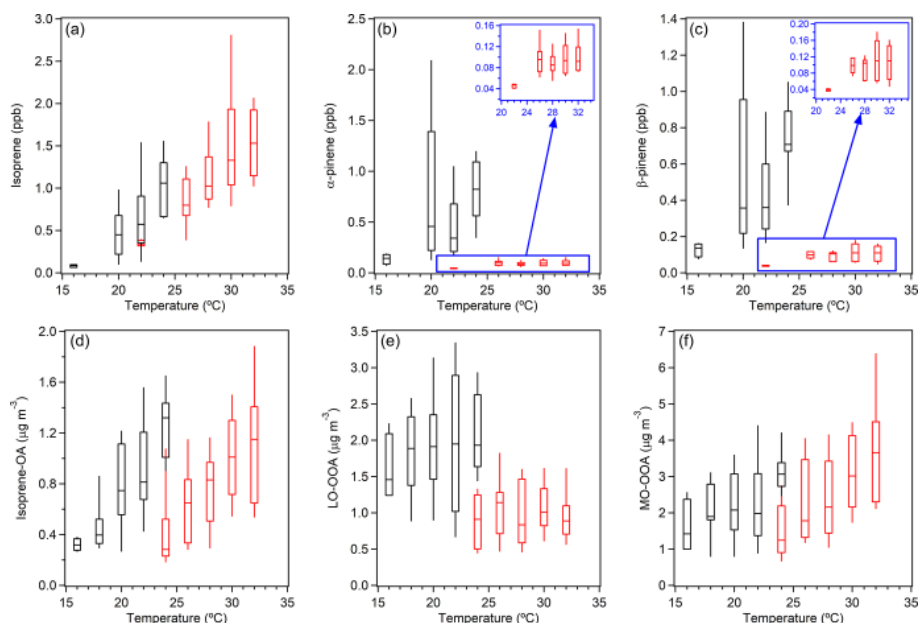 (a)
3.0
2.5
2.0
1.5
1.0
0.5
0.0
Isoprene (ppb)
15 20 25 30 35
Temperature (ºC)
(b)
2.5
2.0
1.5
1.0
0.5
0.0
α-pinene (ppb)
0.16
0.12
0.08
0.04
20 24 28 32
15 20 25 30 35
Temperature (ºC)
(c)
1.4
1.2
1.0
0.8
0.6
0.4
0.2
0.0
β-pinene (ppb)
0.20
0.16
0.12
0.08
0.04
20 24 28 32
15 20 25 30 35
Temperature (ºC)
(d)
2.0
1.6
1.2
0.8
0.4
0.0
Isoprene-OA (µg m⁻³)
15 20 25 30 35
Temperature (ºC)
(e)
3.5
3.0
2.5
2.0
1.5
1.0
0.5
0.0
LO-OOA (µg m⁻³)
15 20 25 30 35
Temperature (ºC)
(f)
7
6
5
4
3
2
1
0
MO-OOA (µg m⁻³)
15 20 25 30 35
Temperature (ºC)